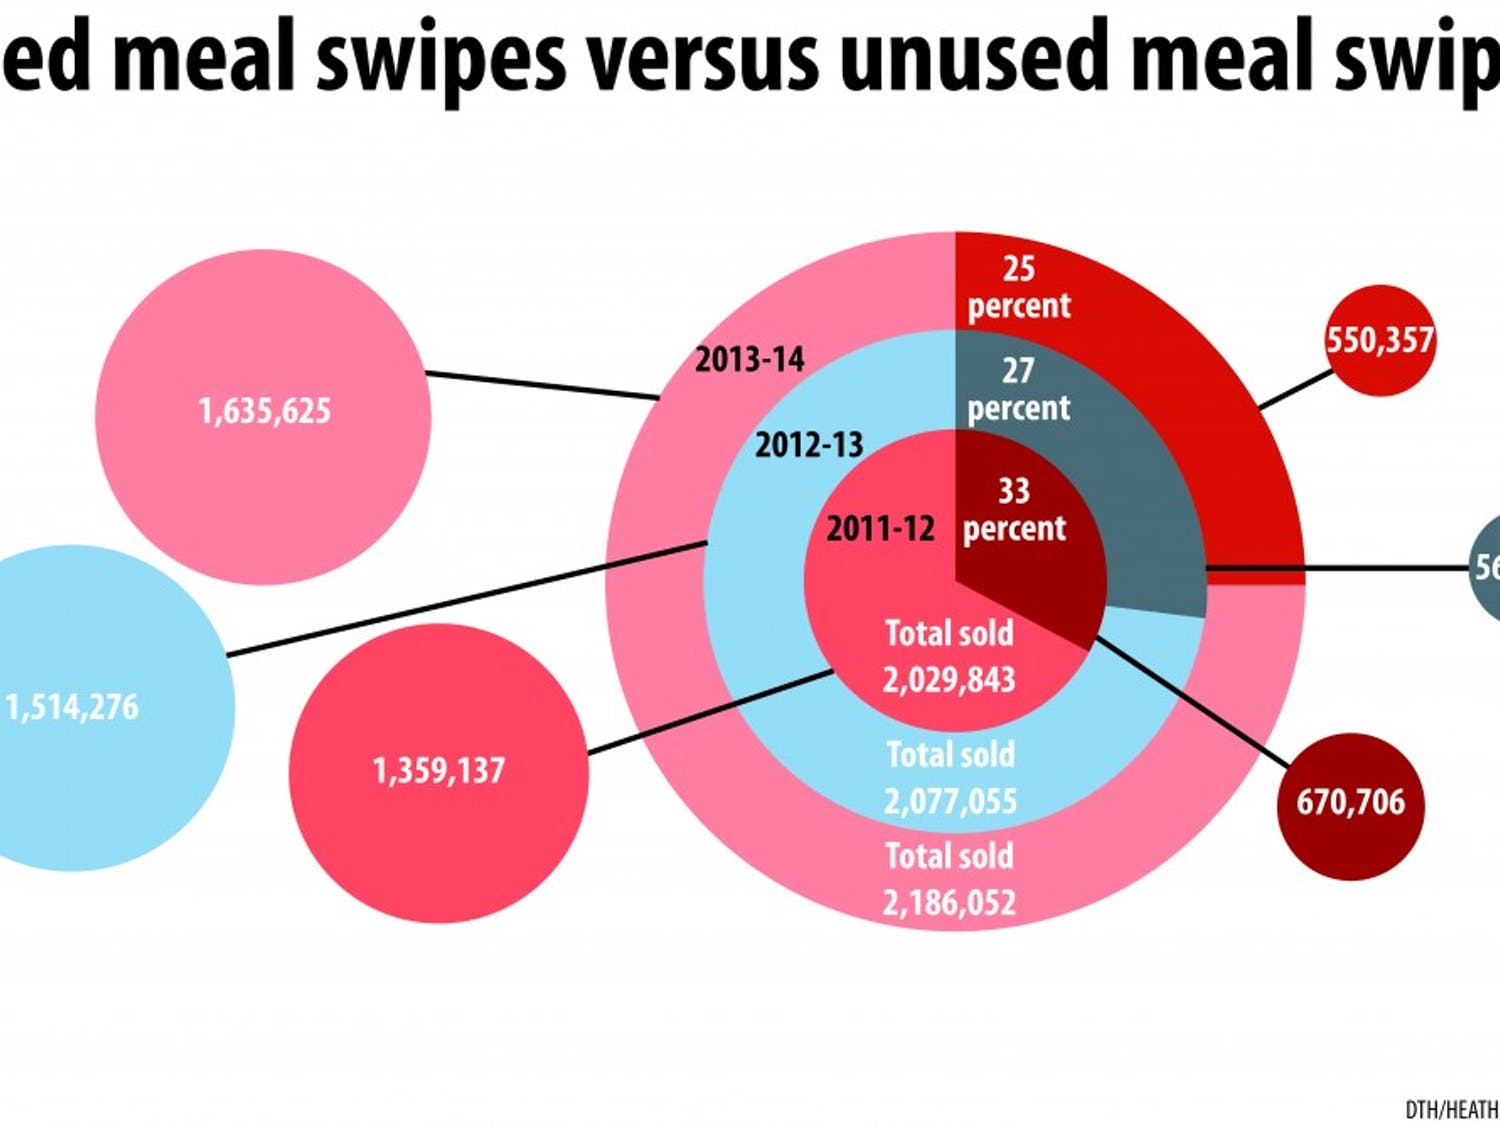 ed meal swipes versus unused meal swip
25
percent
550,357
27
percent
2013-14
1,635,625
2012-13
33
percent
2011-12
56
Total sold
2,029,843
1,514,276
1,359,137
Total sold
2,077,055
670,706
Total sold
2,186,052
DTH/HEATH